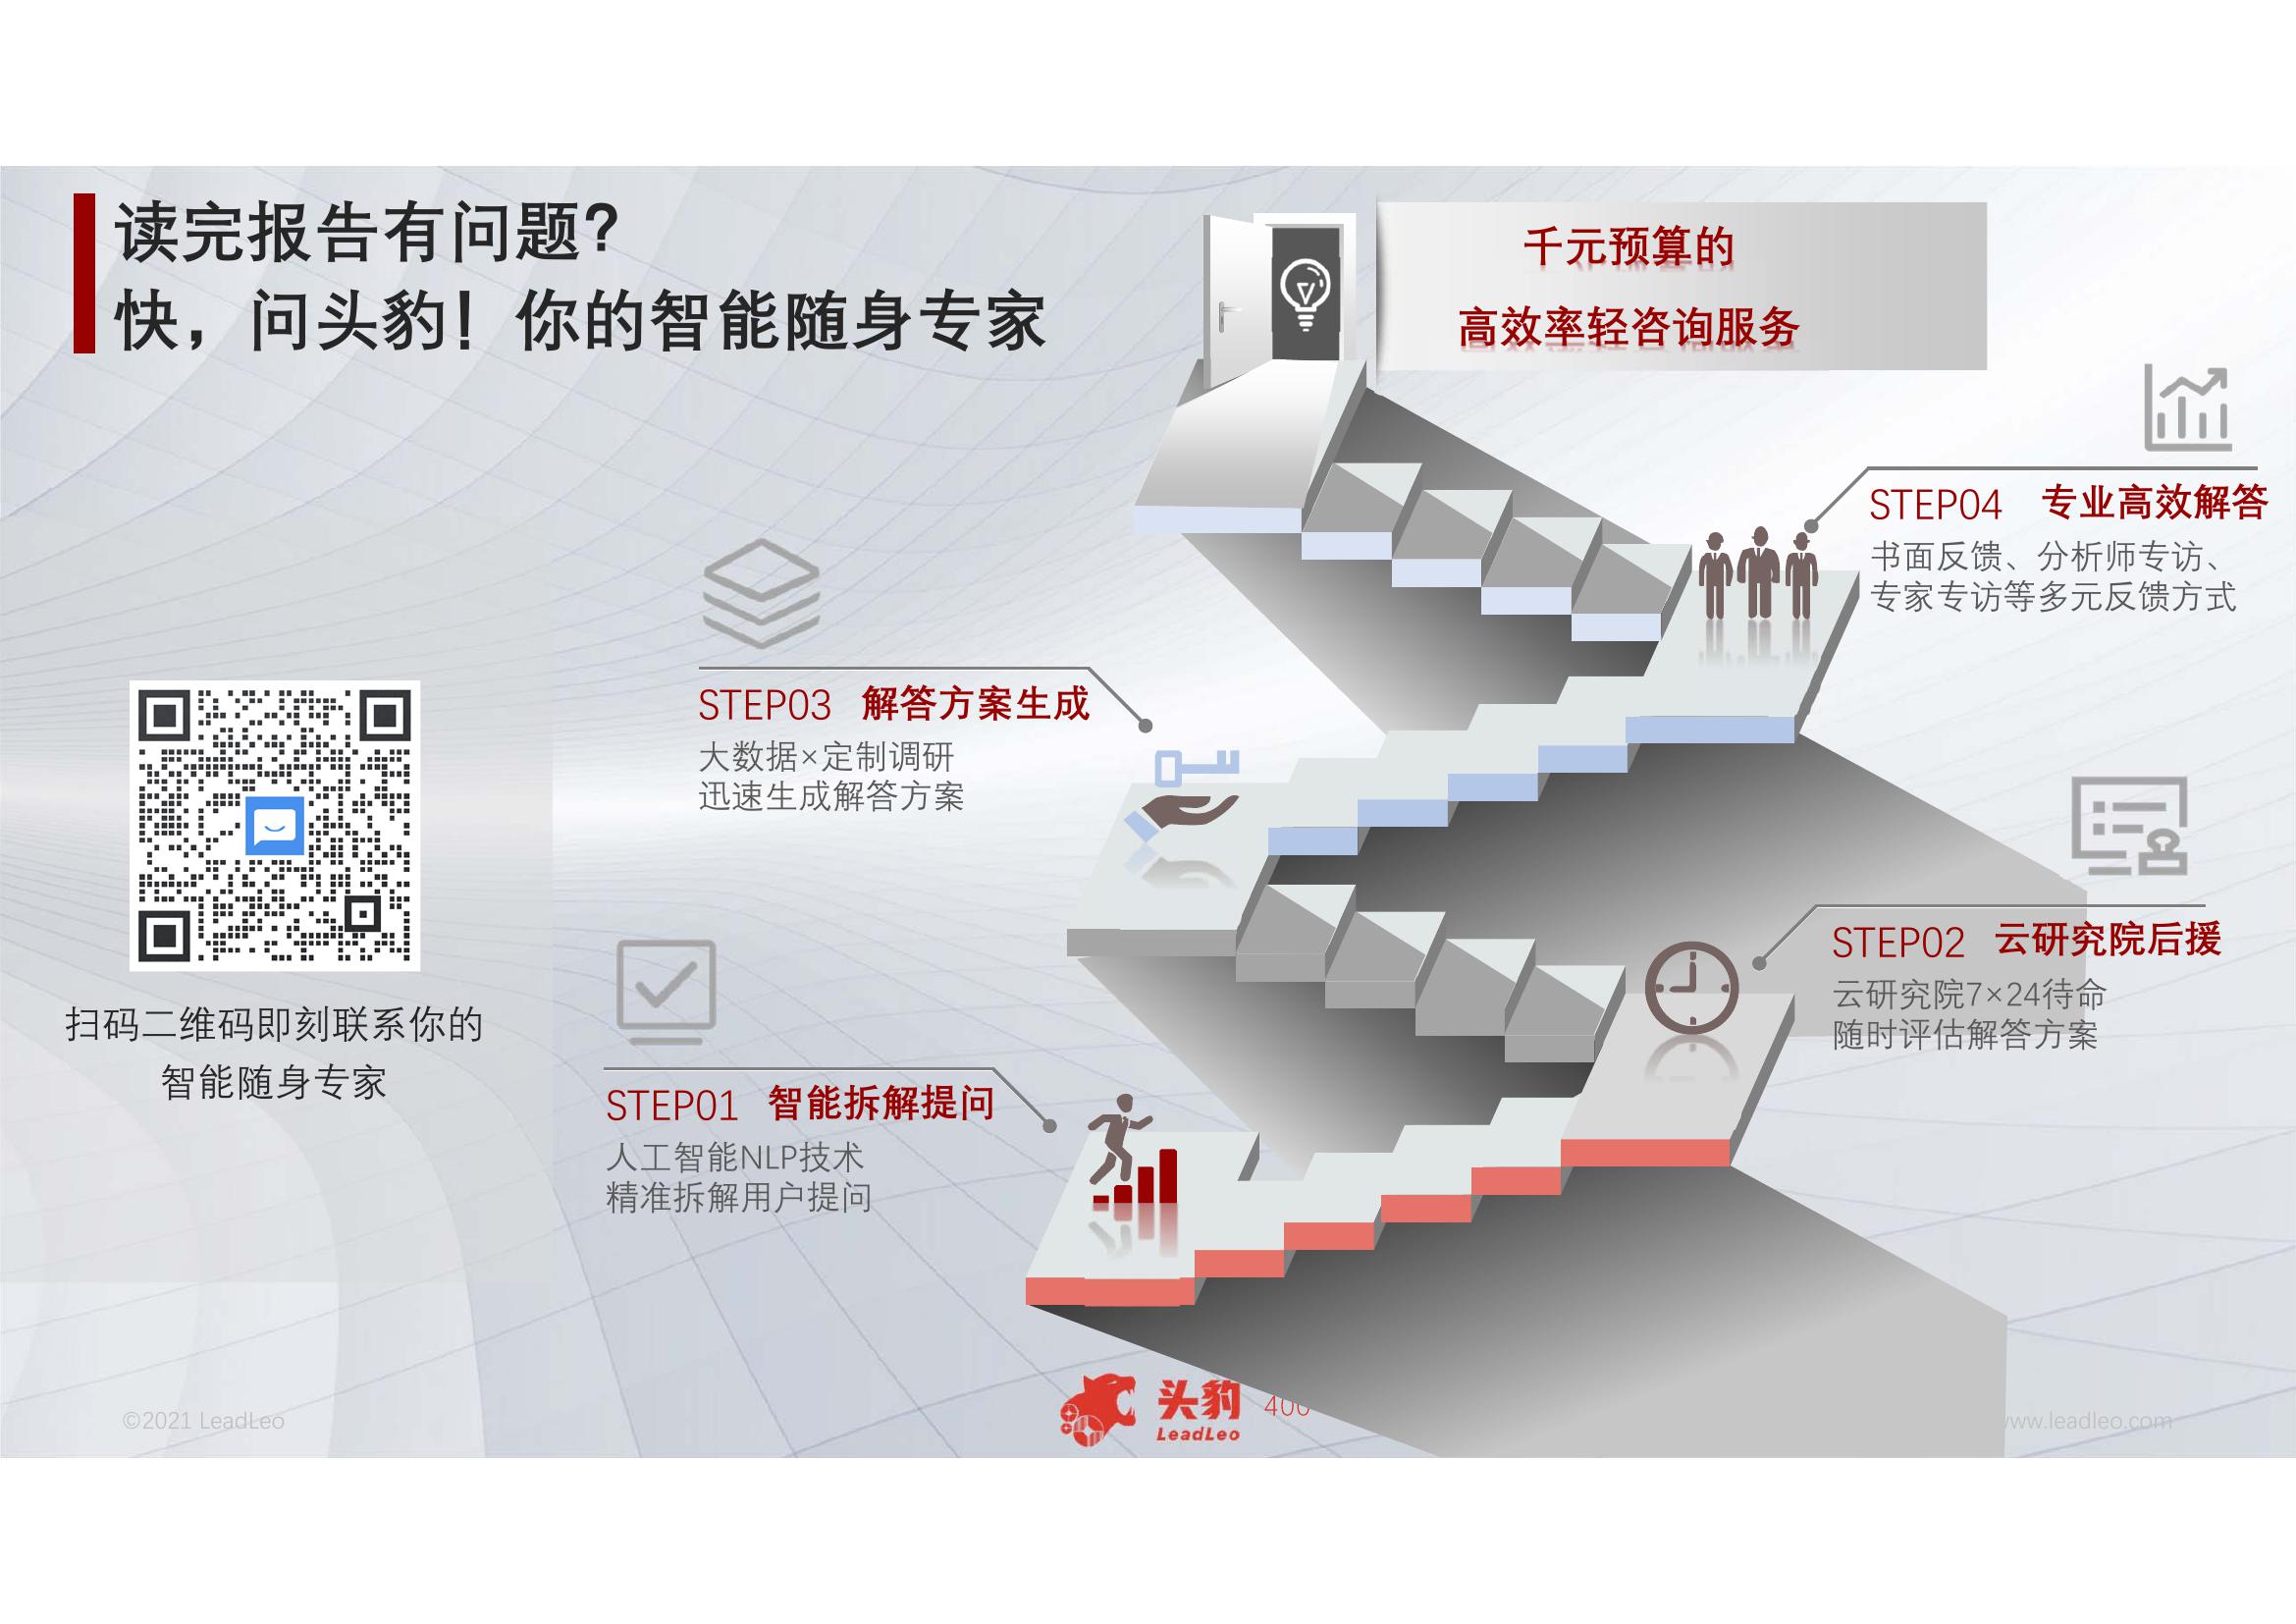 读完报告有问题？
快，问头豹！你的智能随身专家
千元预算的
高效率轻咨询服务
STEP04 专业高效解答
书面反馈、分析师专访、
专家专访等多元反馈方式
STEP03 解答方案生成
大数据×定制调研
迅速生成解答方案
STEP02 云研究院后援
云研究院7×24待命
随时评估解答方案
STEP01 智能拆解提问
人工智能NLP技术
精准拆解用户提问
扫码二维码即刻联系你的
智能随身专家
©2021 LeadLeo
头豹
LeadLeo
400
www.leadleo.com